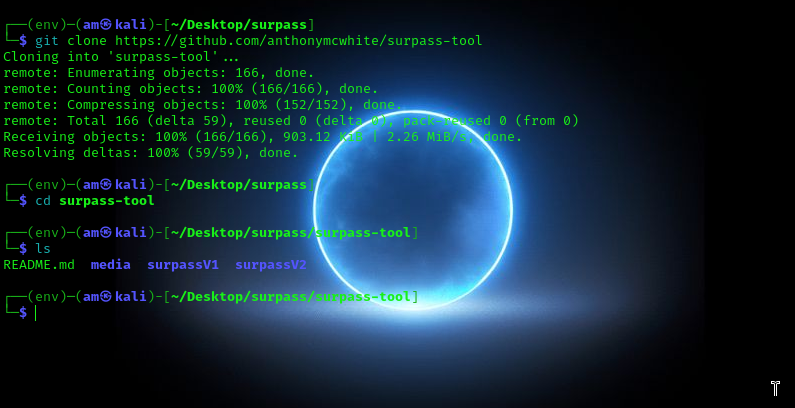 ┌──(env)─(am㉿kali)-[~/Desktop/surpass]
└─$ git clone https://github.com/anthonymcwhite/surpass-tool
Cloning into 'surpass-tool'...
remote: Enumerating objects: 166, done.
remote: Counting objects: 100% (166/166), done.
remote: Compressing objects: 100% (152/152), done.
remote: Total 166 (delta 59), reused 0 (delta 0), pack-reused 0 (from 0)
Receiving objects: 100% (166/166), 903.12 KiB | 2.26 MiB/s, done.
Resolving deltas: 100% (59/59), done.
┌──(env)─(am㉿kali)-[~/Desktop/surpass]
└─$ cd surpass-tool
┌──(env)─(am㉿kali)-[~/Desktop/surpass/surpass-tool]
└─$ ls
README.md  media  surpassV1  surpassV2
┌──(env)─(am㉿kali)-[~/Desktop/surpass/surpass-tool]
└─$